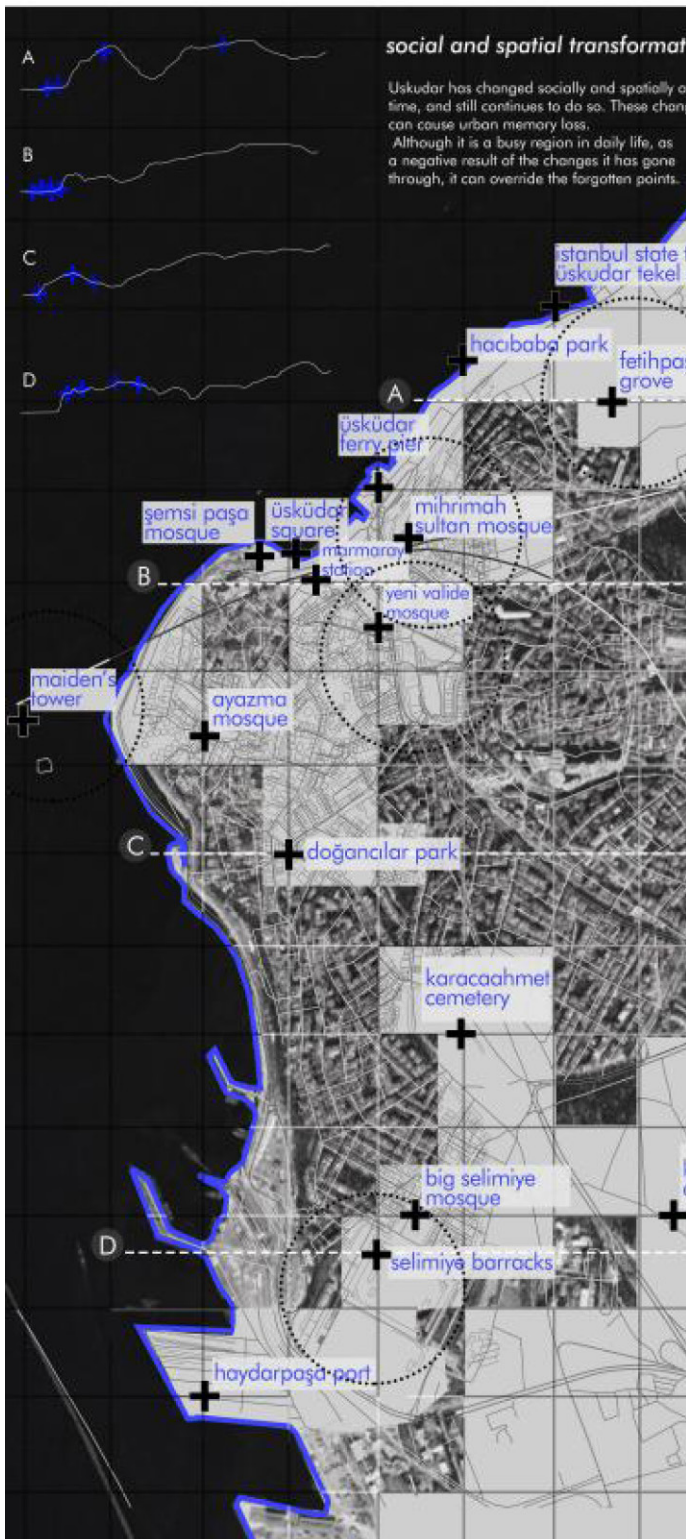 A
B
C
D
social and spatial transformat
Uskudar has changed socially and spatially o
time, and still continues to do so. These chang
can cause urban memory loss.
Although it is a busy region in daily life, as
a negative result of the changes it has gone
through, it can override the forgotten points.
istanbul state t
üskudar tekel
hacıbaba park
fetihpaş
grove
A
üsküdar
ferry pier
mihrimah
sultan mosque
şemsi paşa
mosque
üsküdar
square
marmaray
station
B
yeni valide
mosque
maiden's
tower
ayazma
mosque
C
doğancılar park
karacaahmet
cemetery
big selimiye
mosque
D
selimiye barracks
haydarpaşa port